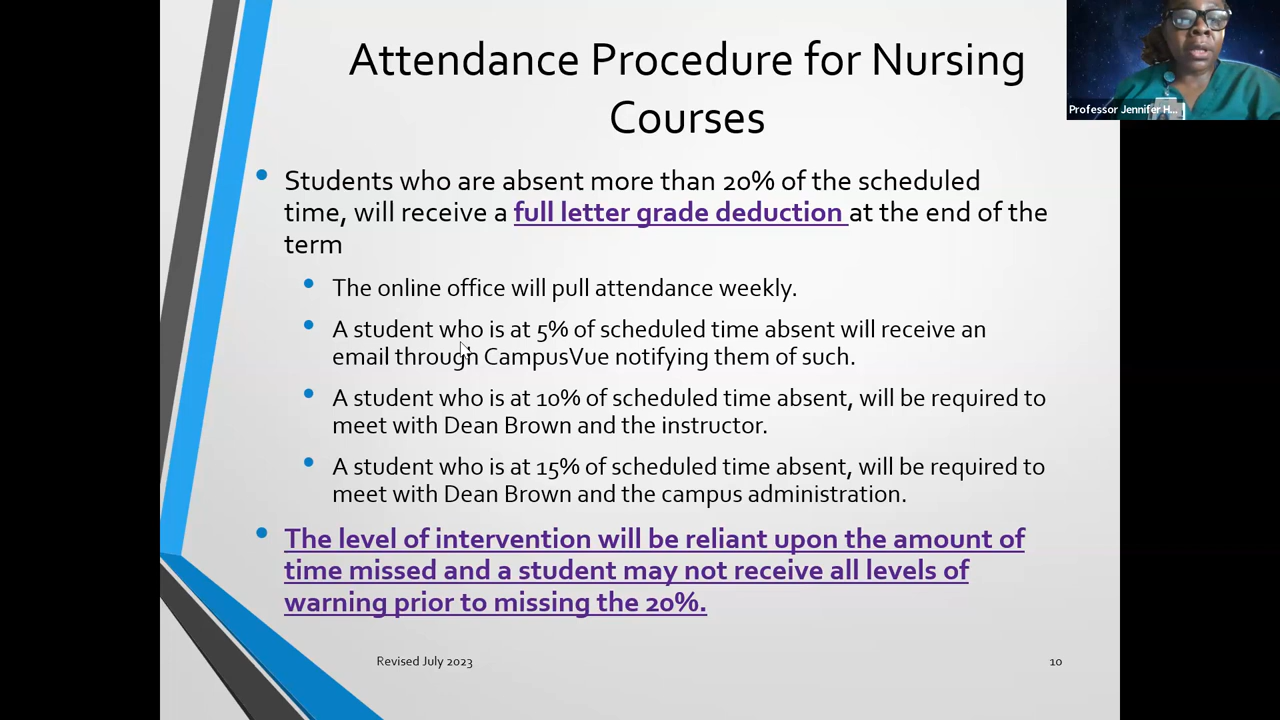 Attendance Procedure for Nursing
Courses
Professor Jennifer H...
• Students who are absent more than 20% of the scheduled
time, will receive a full letter grade deduction at the end of the
term
• The online office will pull attendance weekly.
• A student who is at 5% of scheduled time absent will receive an
email through CampusVue notifying them of such.
• A student who is at 10% of scheduled time absent, will be required to
meet with Dean Brown and the instructor.
• A student who is at 15% of scheduled time absent, will be required to
meet with Dean Brown and the campus administration.
• The level of intervention will be reliant upon the amount of
time missed and a student may not receive all levels of
warning prior to missing the 20%.
Revised July 2023
10